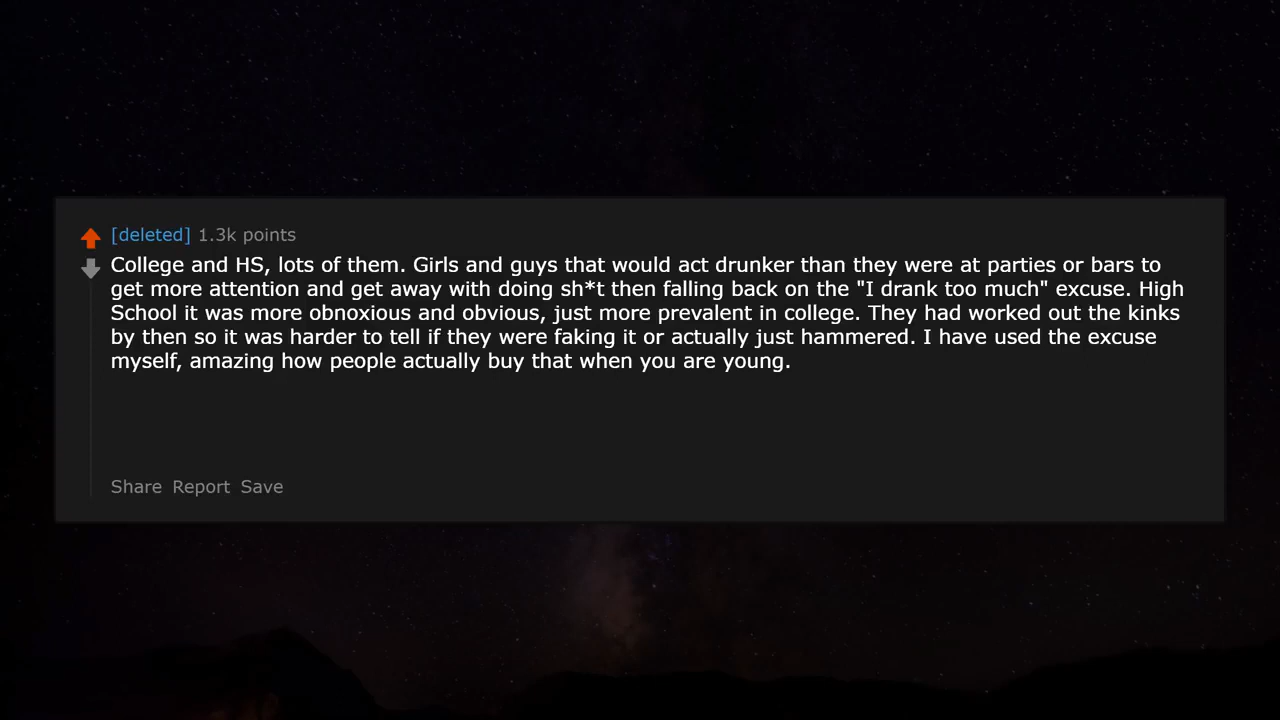 [deleted] 1.3k points
College and HS, lots of them. Girls and guys that would act drunker than they were at parties or bars to
get more attention and get away with doing sh*t then falling back on the "I drank too much" excuse. High
School it was more obnoxious and obvious, just more prevalent in college. They had worked out the kinks
by then so it was harder to tell if they were faking it or actually just hammered. I have used the excuse
myself, amazing how people actually buy that when you are young.
Share Report Save